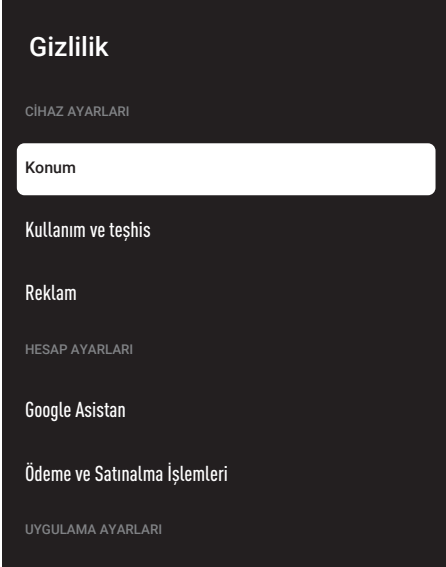 Gizlilik
CİHAZ AYARLARI
Konum
Kullanım ve teşhis
Reklam
HESAP AYARLARI
Google Asistan
Ödeme ve Satınalma İşlemleri
UYGULAMA AYARLARI